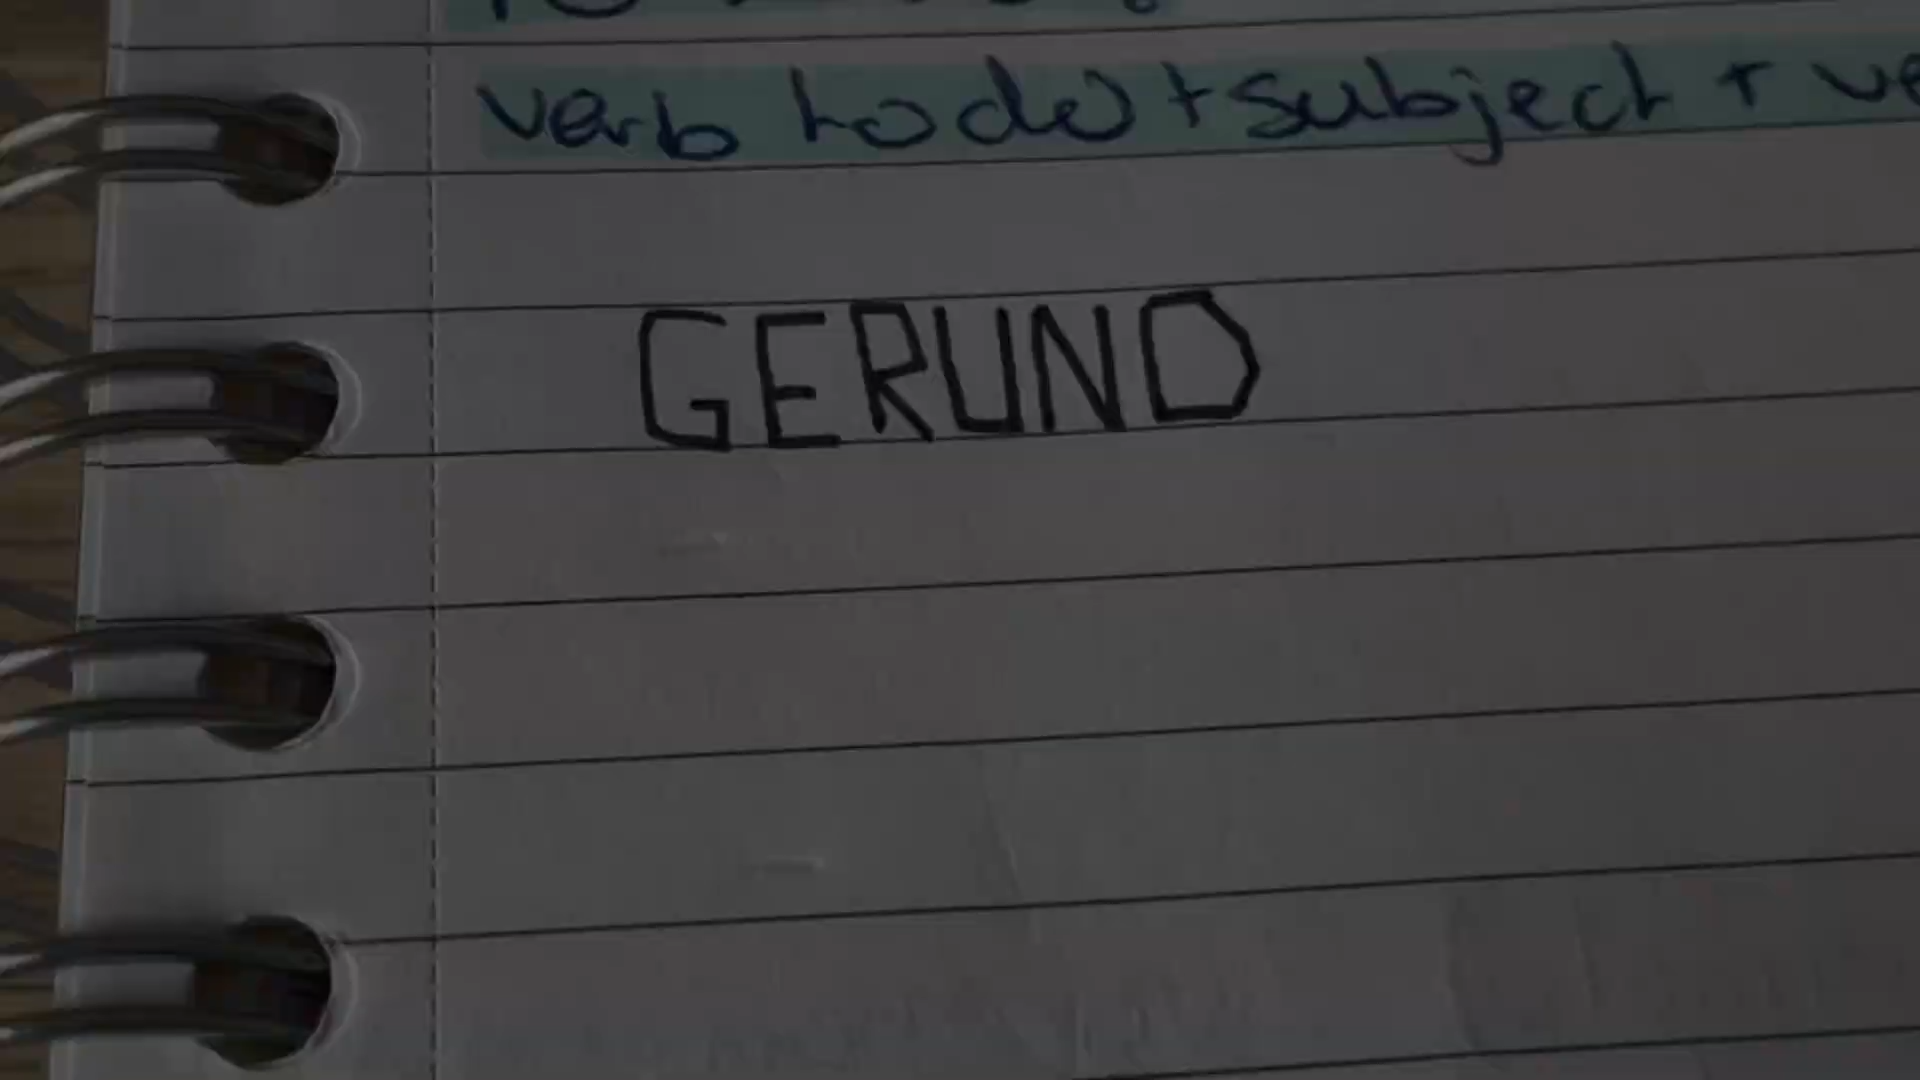 verb to do + subject + ve
GERUND